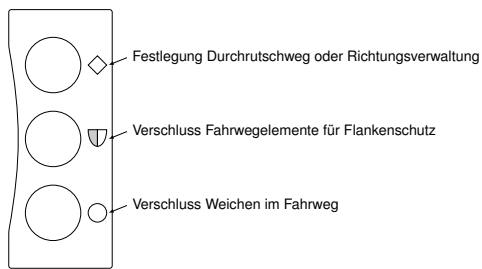 Festlegung Durchrutschweg oder Richtungsverwaltung
Verschluss Fahrwegelemente für Flankenschutz
Verschluss Weichen im Fahrweg